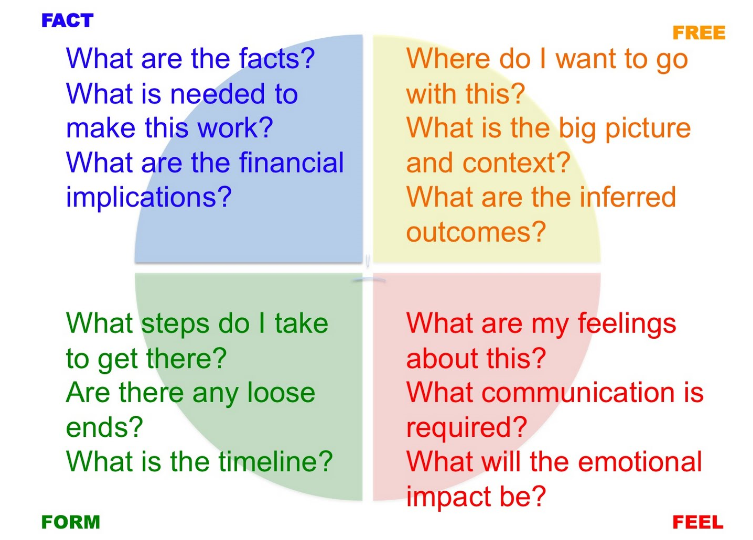 FACT
What are the facts?
What is needed to
make this work?
What are the financial
implications?
FREE
Where do I want to go
with this?
What is the big picture
and context?
What are the inferred
outcomes?
What steps do I take
to get there?
Are there any loose
ends?
What is the timeline?
FORM
What are my feelings
about this?
What communication is
required?
What will the emotional
impact be?
FEEL